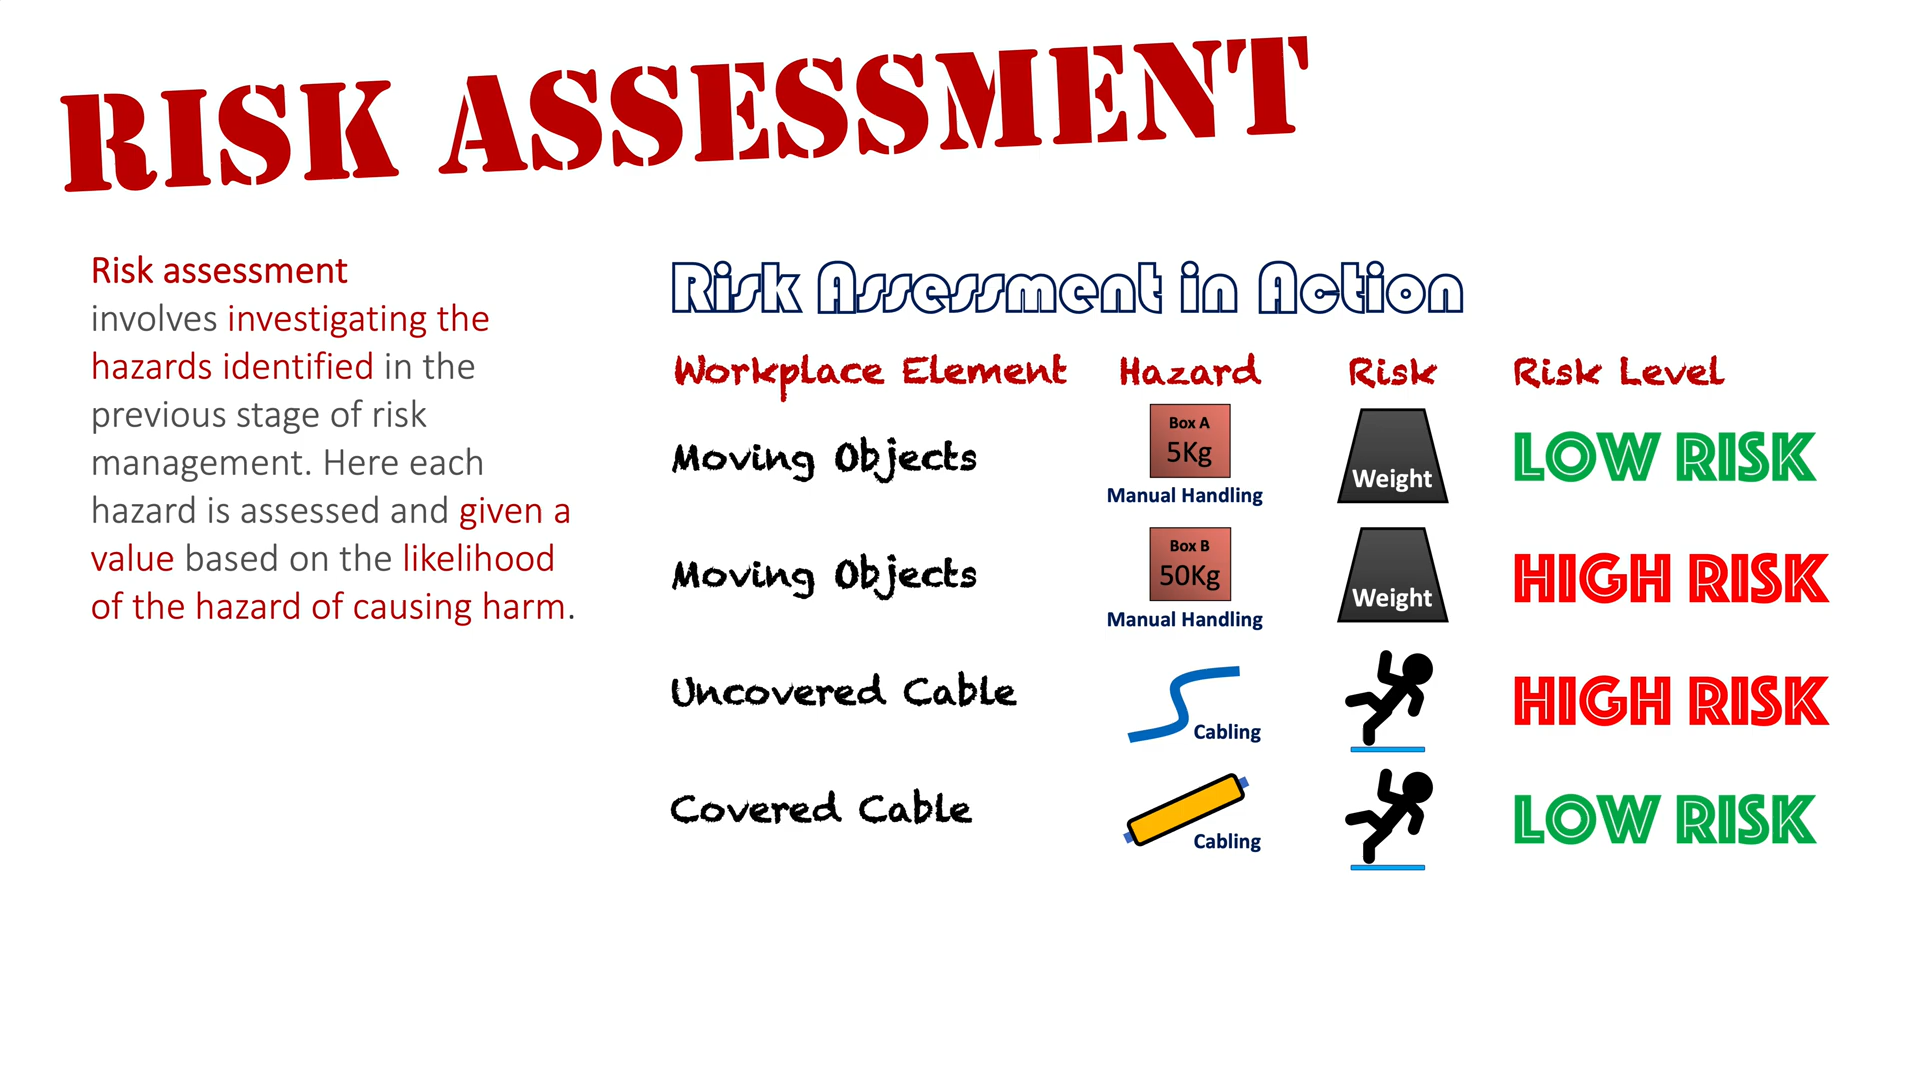 RISK ASSESSMENT
Risk assessment
involves investigating the
hazards identified in the
previous stage of risk
management. Here each
hazard is assessed and given a
value based on the likelihood
of the hazard of causing harm.
Risk Assessment in Action
Workplace Element Hazard Risk Risk Level
Moving Objects
Box A
5Kg
Manual Handling
Weight
LOW RISK
Moving Objects
Box B
50Kg
Manual Handling
Weight
HIGH RISK
Uncovered Cable
Cabling
HIGH RISK
Covered Cable
Cabling
LOW RISK